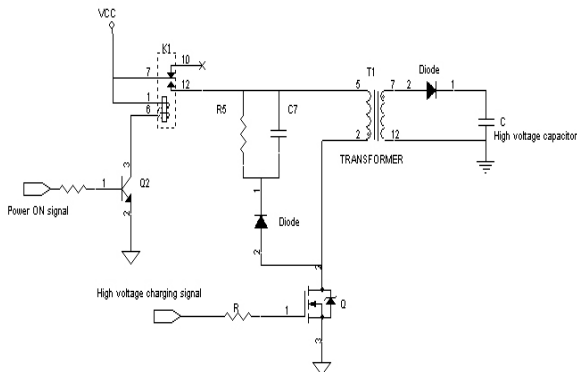 VCC
K1
10
7
12
1
6
R5
C7
T1
5
7
2
Diode
1
C
High voltage capacitor
2
12
TRANSFORMER
3
1
Q2
2
Power ON signal
1
Diode
2
High voltage charging signal
R
1
2
Q
3